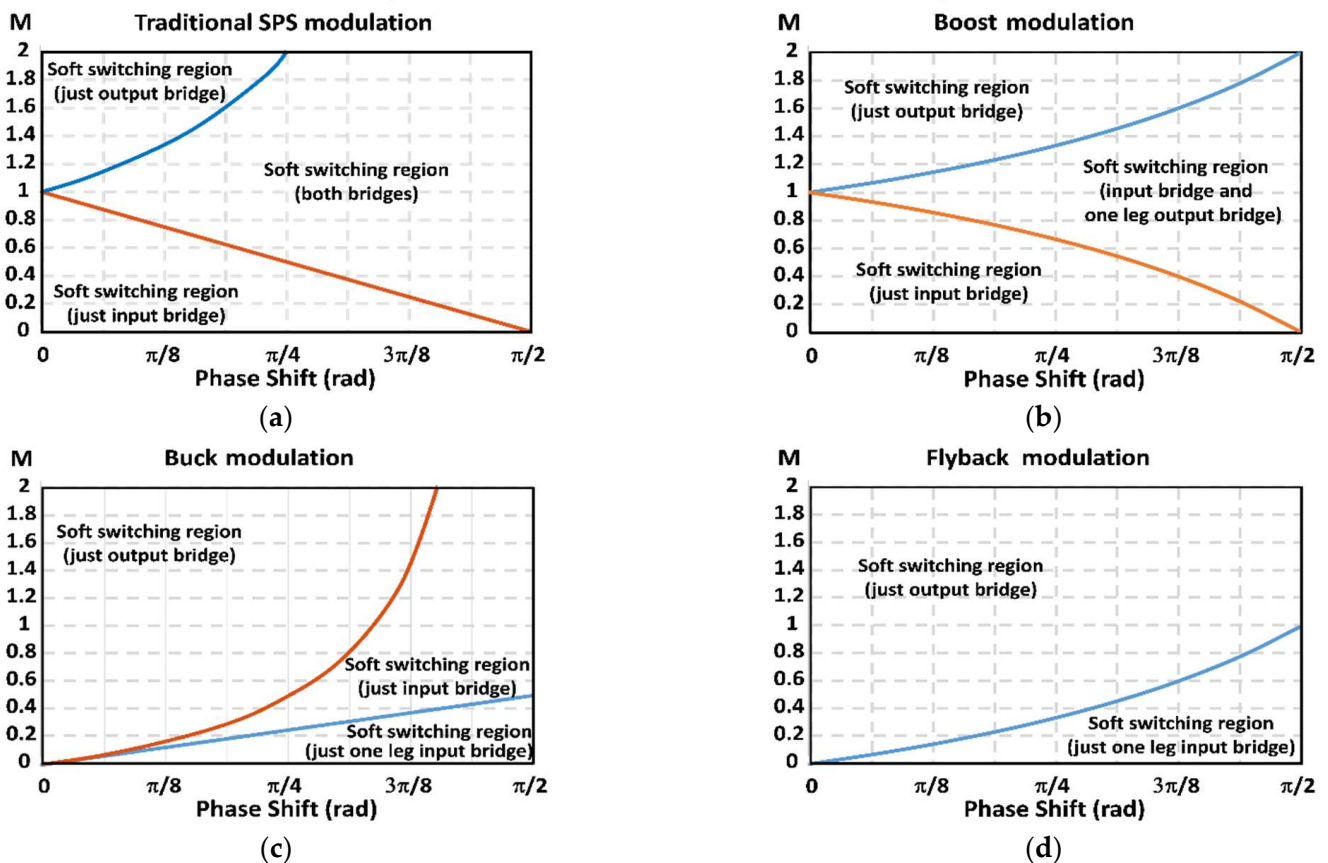 M
Traditional SPS modulation
2
1.8
1.6
1.4
1.2
1
0.8
0.6
0.4
0.2
0
Soft switching region
(just output bridge)
Soft switching region
(both bridges)
Soft switching region
(just input bridge)
0
π/8
π/4
3π/8
π/2
Phase Shift (rad)
(a)
M
Boost modulation
2
1.8
1.6
1.4
1.2
1
0.8
0.6
0.4
0.2
0
Soft switching region
(just output bridge)
Soft switching region
(input bridge and
one leg output bridge)
Soft switching region
(just input bridge)
0
π/8
π/4
3π/8
π/2
Phase Shift (rad)
(b)
M
Buck modulation
2
1.8
1.6
1.4
1.2
1
0.8
0.6
0.4
0.2
0
Soft switching region
(just output bridge)
Soft switching region
(just input bridge)
Soft switching region
(just one leg input bridge)
0
π/8
π/4
3π/8
π/2
Phase Shift (rad)
(c)
M
Flyback modulation
2
1.8
1.6
1.4
1.2
1
0.8
0.6
0.4
0.2
0
Soft switching region
(just output bridge)
Soft switching region
(just one leg input bridge)
0
π/8
π/4
3π/8
π/2
Phase Shift (rad)
(d)